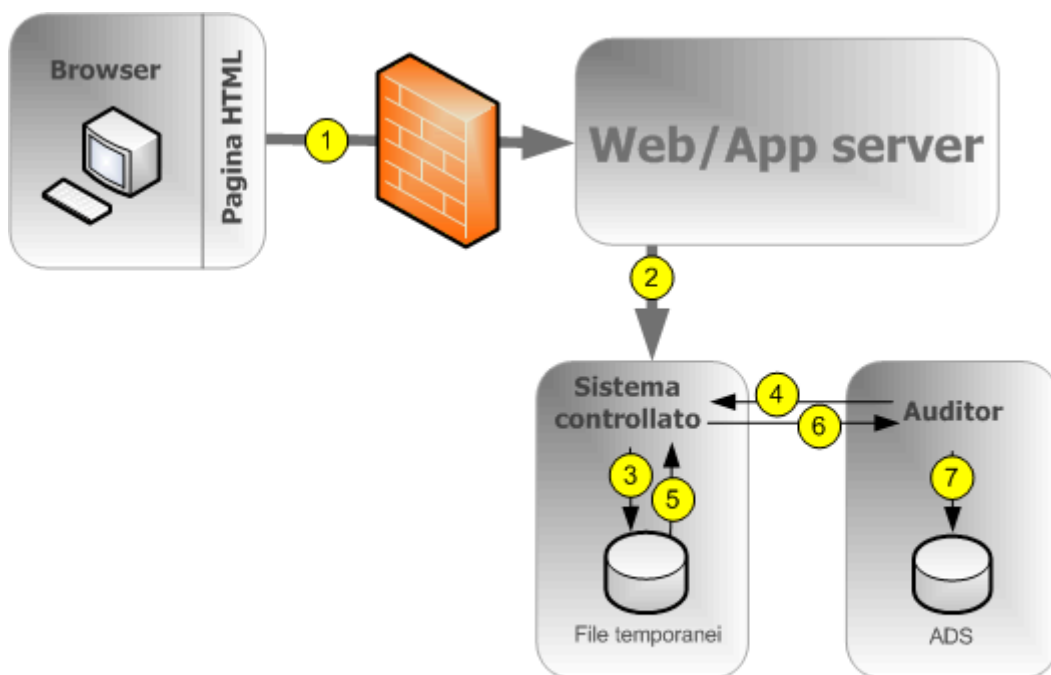 Browser
Pagina HTML
1
Web/App server
2
Sistema
controllato
4
Auditor
6
3
5
7
File temporanei
ADS